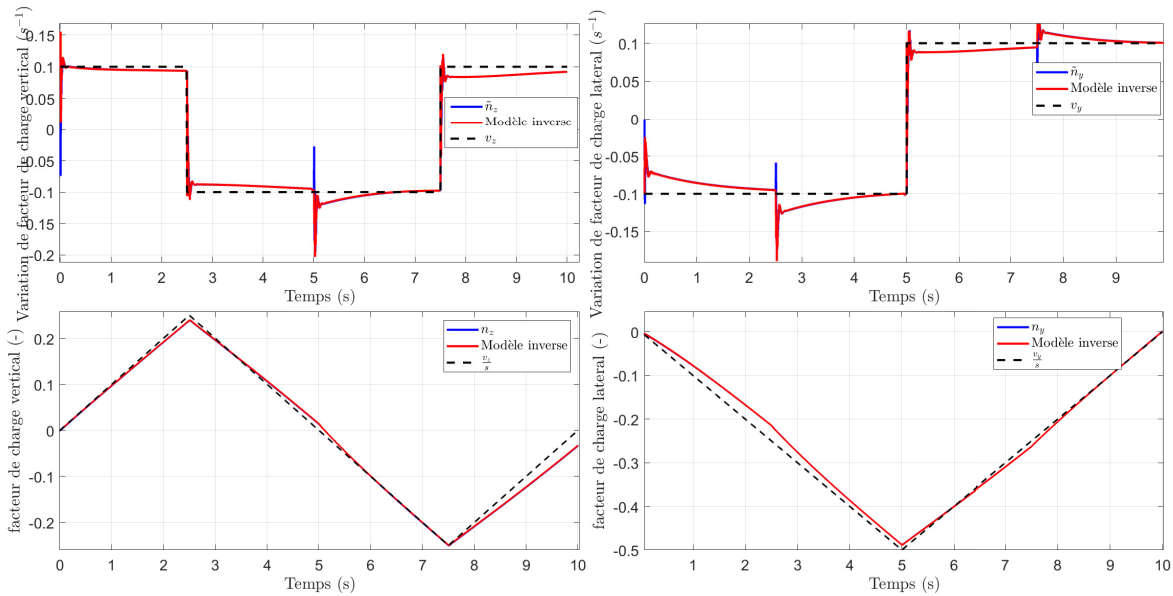 Variation de facteur de charge vertical (s⁻¹)
0.15
0.1
0.05
0
-0.05
-0.1
-0.15
-0.2
0 1 2 3 4 5 6 7 8 9 10
Temps (s)
ñ_z
Modèle inverse
v_z
Variation de facteur de charge lateral (s⁻¹)
0.1
0.05
0
-0.05
-0.1
-0.15
0 1 2 3 4 5 6 7 8 9
Temps (s)
ñ_y
Modèle inverse
v_y
facteur de charge vertical (-)
0.2
0.1
0
-0.1
-0.2
0 1 2 3 4 5 6 7 8 9 10
Temps (s)
n_z
Modèle inverse
v_z/s
facteur de charge lateral (-)
0
-0.1
-0.2
-0.3
-0.4
-0.5
0 1 2 3 4 5 6 7 8 9 10
Temps (s)
n_y
Modèle inverse
v_y/s